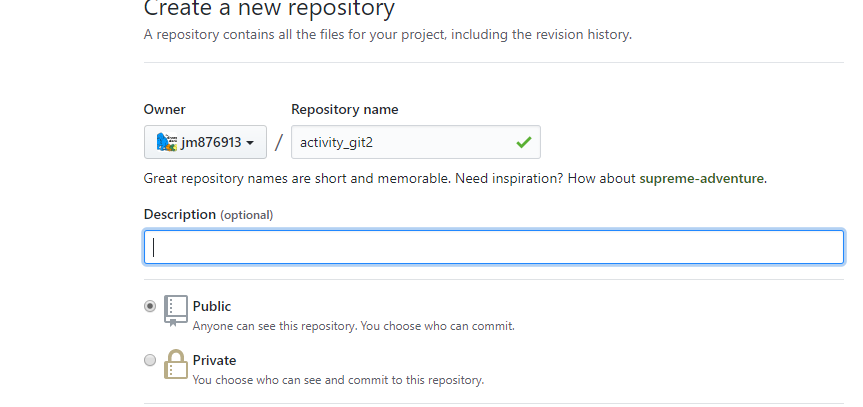 Create a new repository
A repository contains all the files for your project, including the revision history.
Owner
Repository name
jm876913 / activity_git2
Great repository names are short and memorable. Need inspiration? How about supreme-adventure.
Description (optional)
Public
Anyone can see this repository. You choose who can commit.
Private
You choose who can see and commit to this repository.